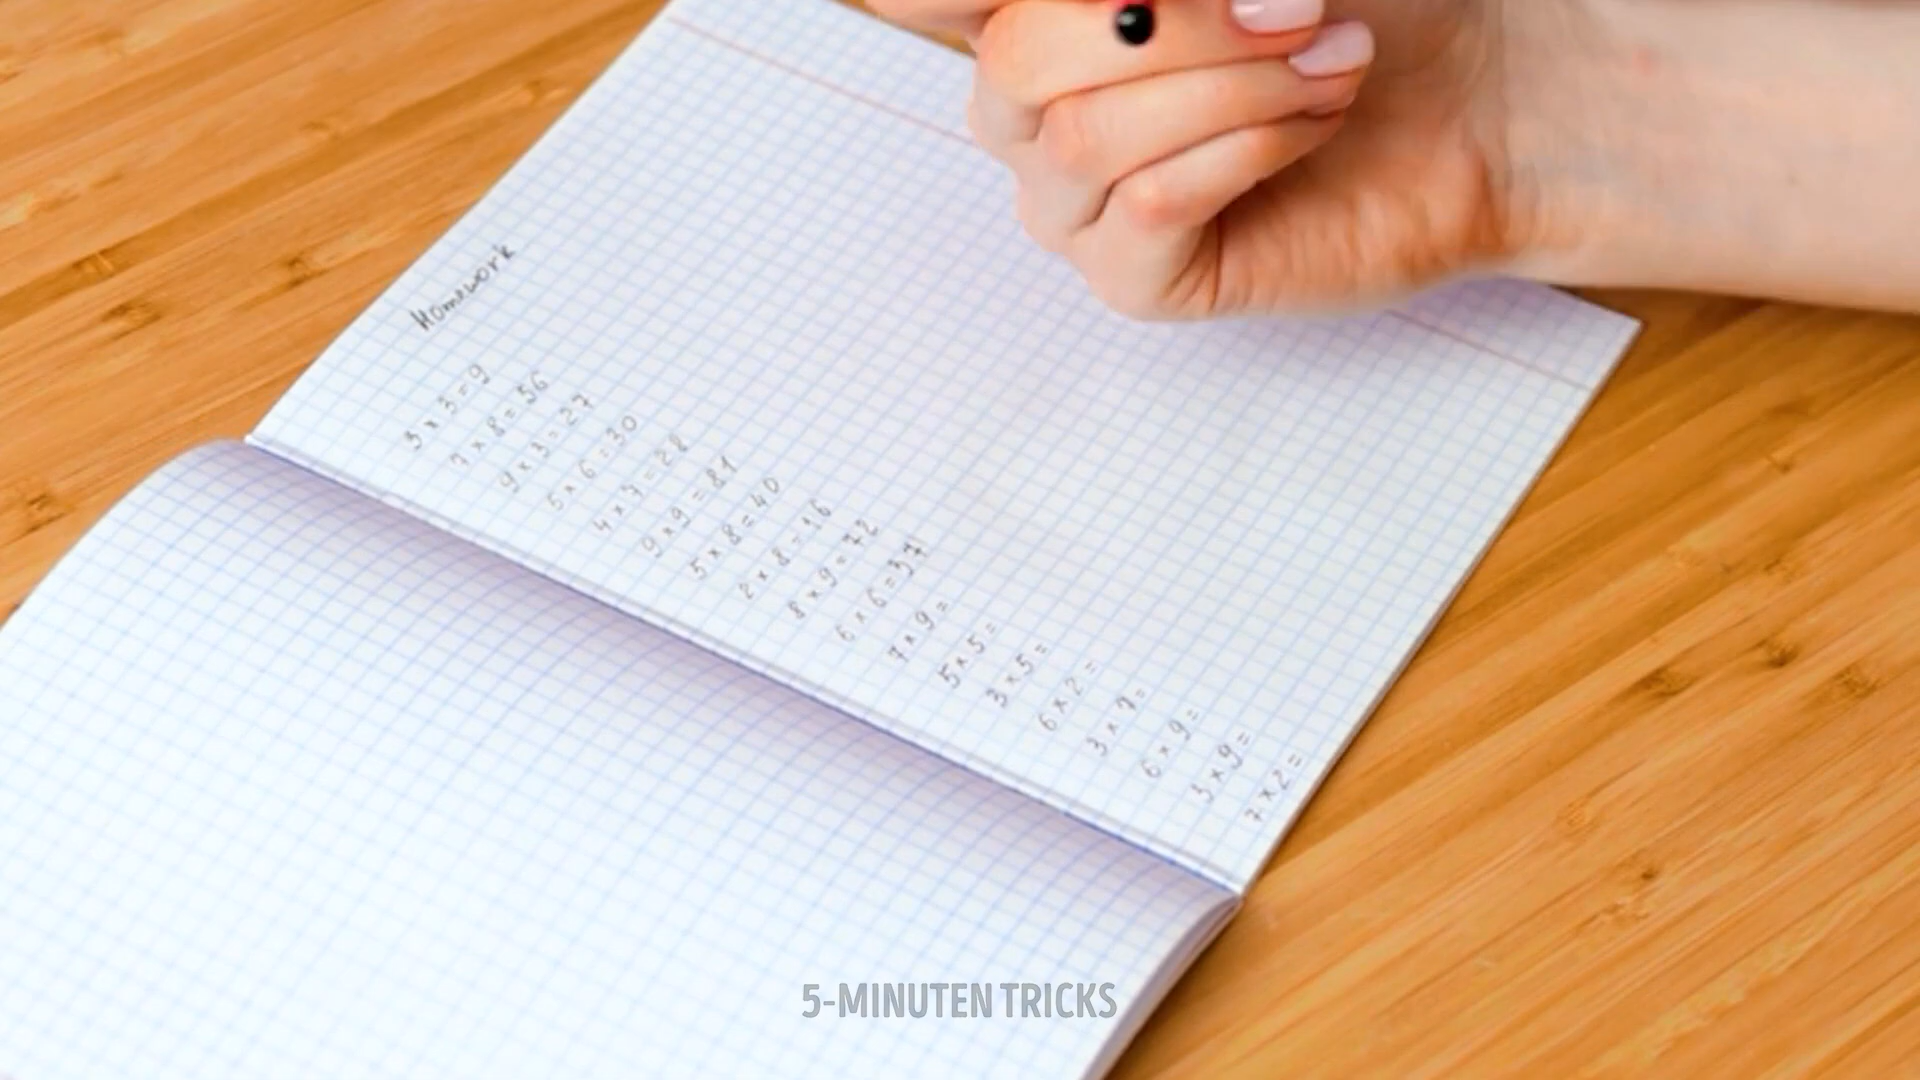 Homework
3 x 3 = 9
7 x 8 = 56
9 x 3 = 27
5 x 6 = 30
4 x 7 = 28
9 x 9 = 81
5 x 8 = 40
2 x 8 = 16
8 x 9 = 72
6 x 6 = 37
7 x 9 =
5 x 5 =
3 x 5 =
6 x 2 =
3 x 7 =
6 x 9 =
3 x 9 =
7 x 2 =
5-MINUTEN TRICKS